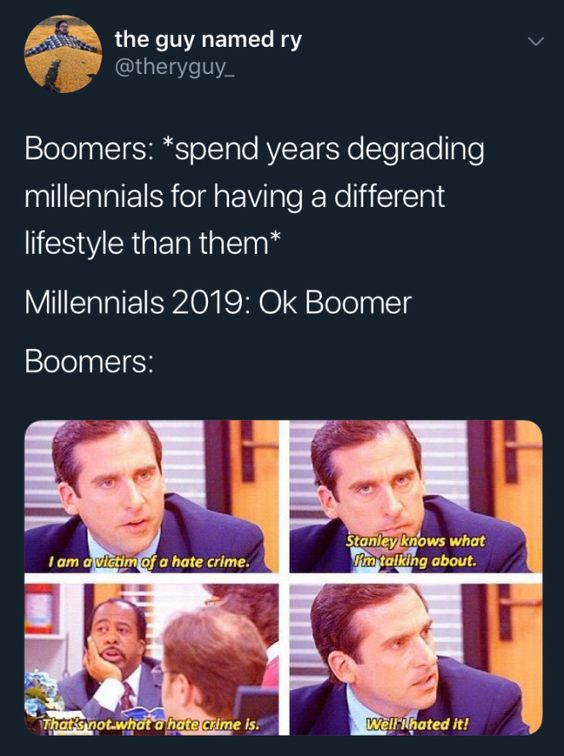 the guy named ry
@theryguy_
Boomers: *spend years degrading
millennials for having a different
lifestyle than them*
Millennials 2019: Ok Boomer
Boomers:
I am a victim of a hate crime.
Stanley knows what
I'm talking about.
That's not what a hate crime is.
Well I hated it!